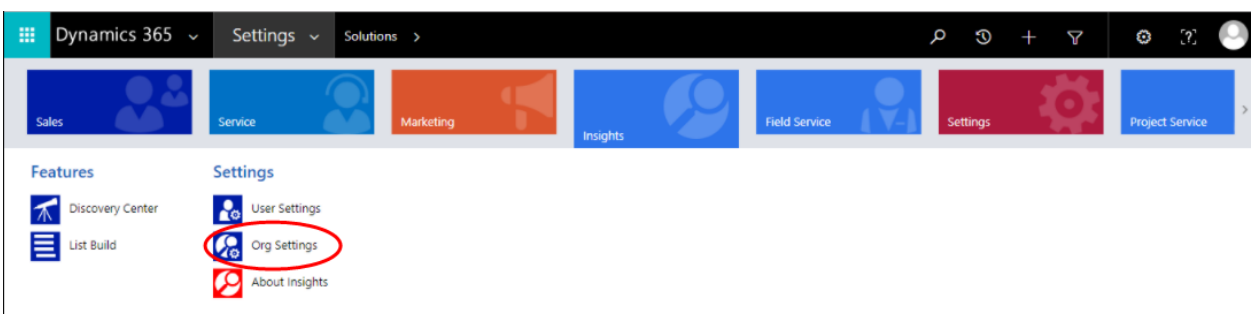 Dynamics 365 Settings Solutions >
[?]
Sales Service Marketing Insights Field Service Settings Project Service
Features Settings
Discovery Center User Settings
List Build Org Settings
About Insights